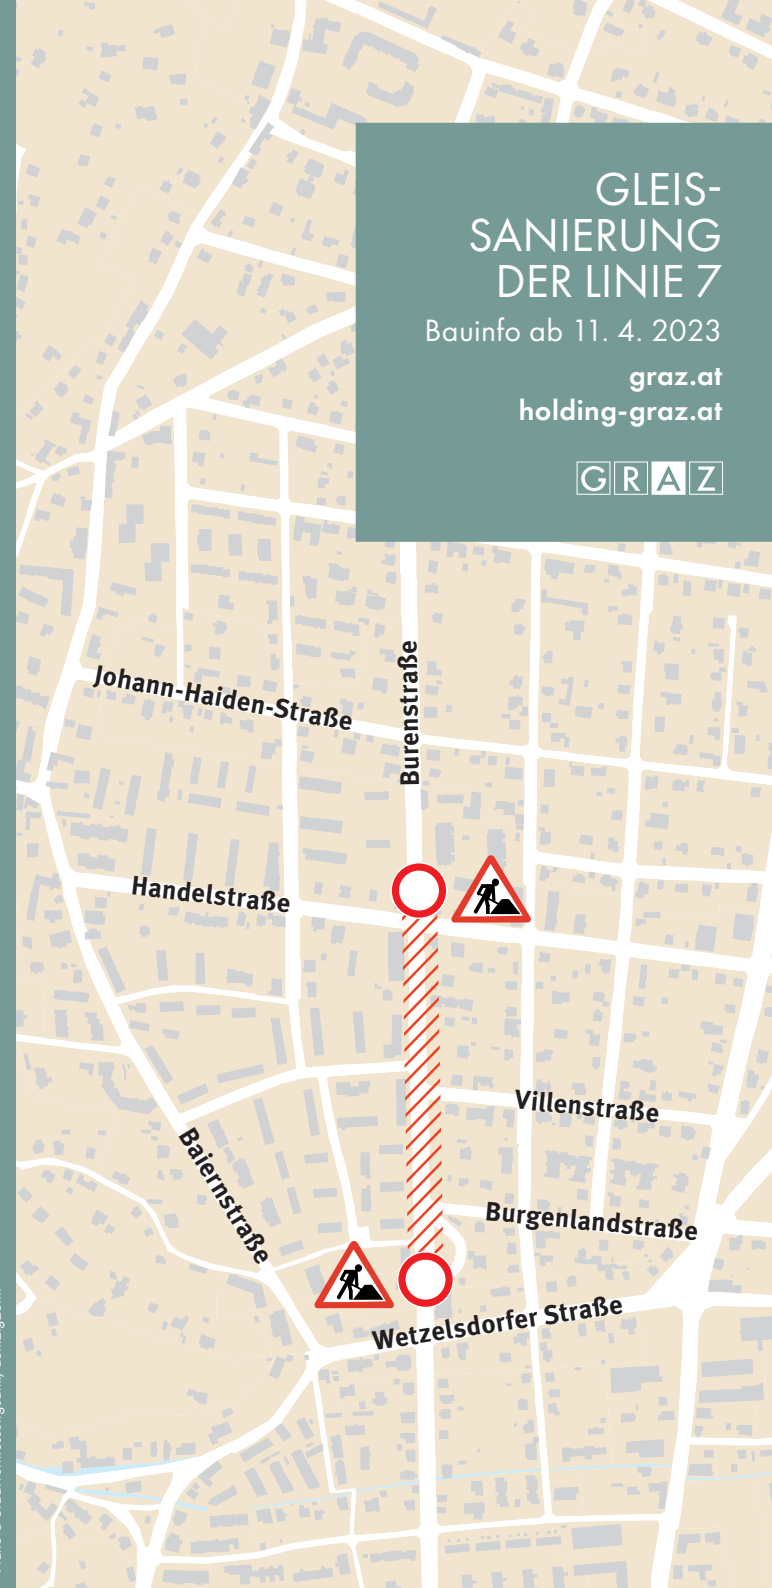 GLEIS-
SANIERUNG
DER LINIE 7
Bauinfo ab 11. 4. 2023
graz.at
holding-graz.at
GRAZ
Burenstraße
Johann-Haiden-Straße
Handelstraße
Villenstraße
Baiernstraße
Burgenlandstraße
Wetzelsdorfer Straße